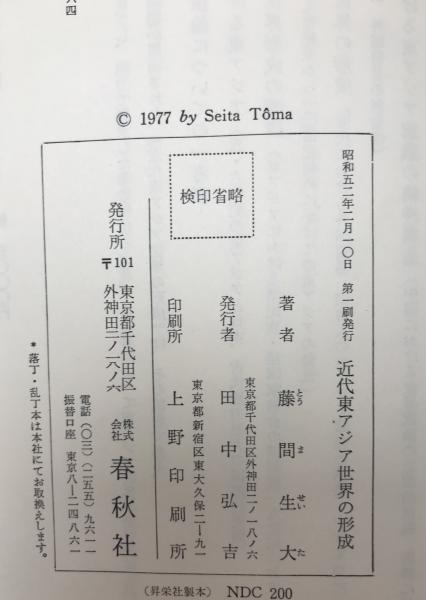 六四
© 1977 by Seita Tôma
検印省略
昭和五二年二月一〇日 第一刷発行
近代東アジア世界の形成
著者 藤間生大
とう ま せい た
東京都千代田区外神田二ノ一八ノ六
発行者 田中弘吉
東京都新宿区東大久保二―九一
印刷所 上野印刷所
発行所 株式会社 春秋社
〒101 東京都千代田区
外神田二ノ一八ノ六
電話(〇三)(二五五)九六一一
振替口座 東京八―二四八六一
*落丁・乱丁本は本社にてお取換えします。
(昇栄社製本) NDC 200